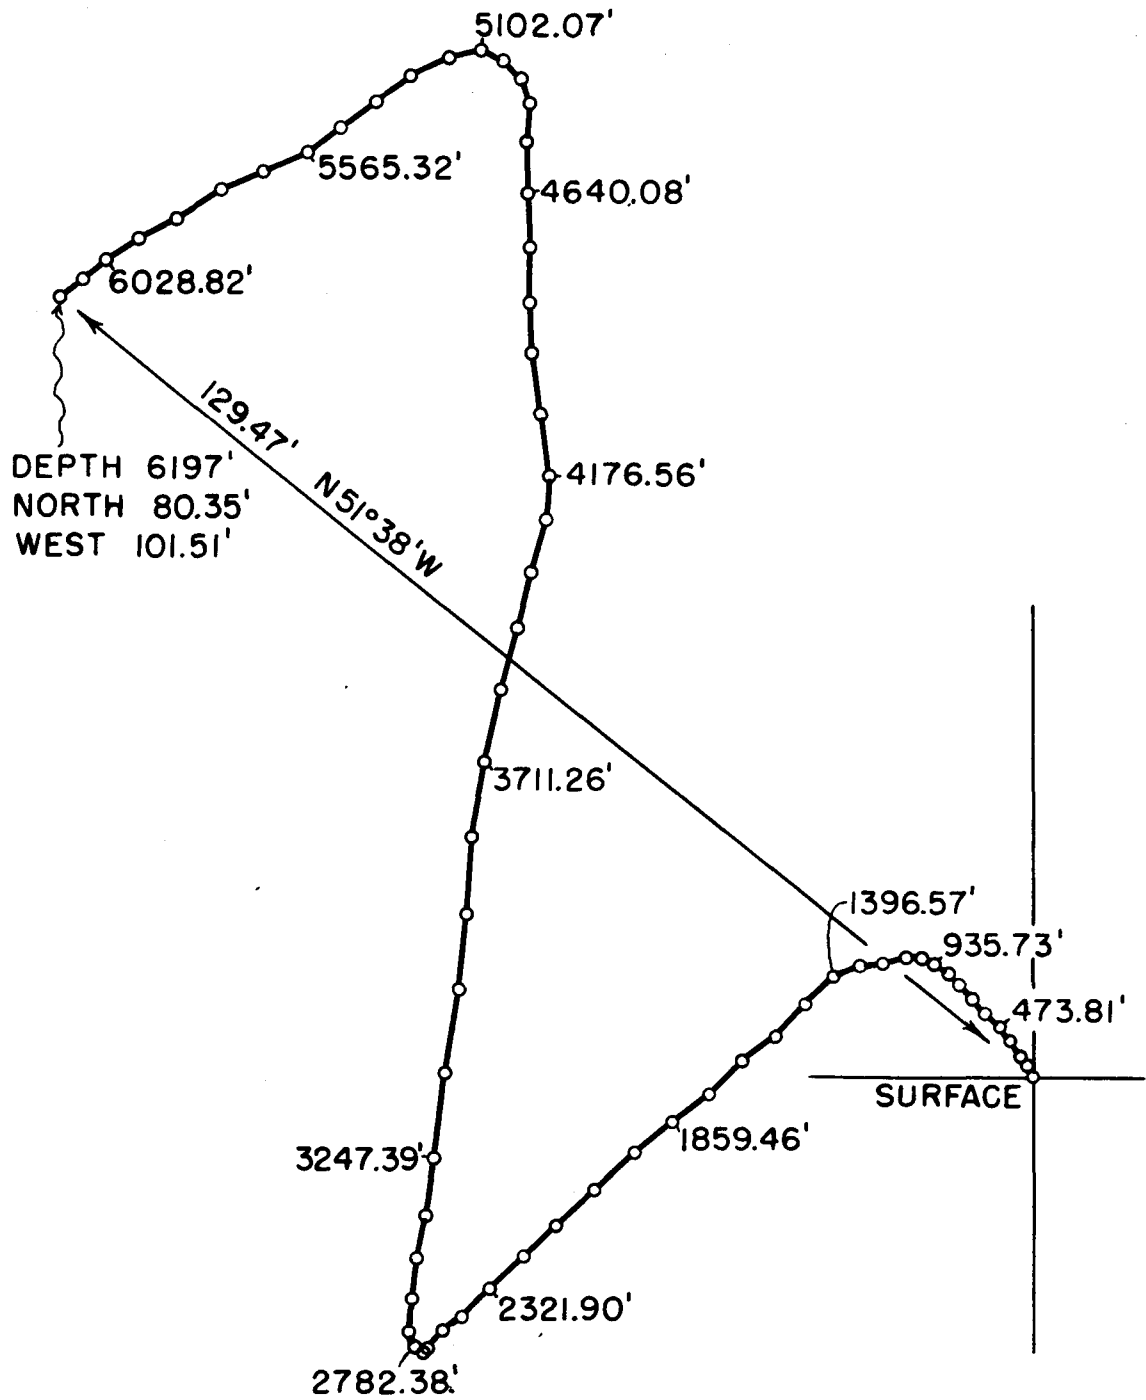 5102.07'
5565.32'
4640.08'
6028.82'
129.47' N51°38'W
DEPTH 6197'
NORTH 80.35'
WEST 101.51'
4176.56'
3711.26'
1396.57'
935.73'
473.81'
SURFACE
1859.46'
3247.39'
2321.90'
2782.38'